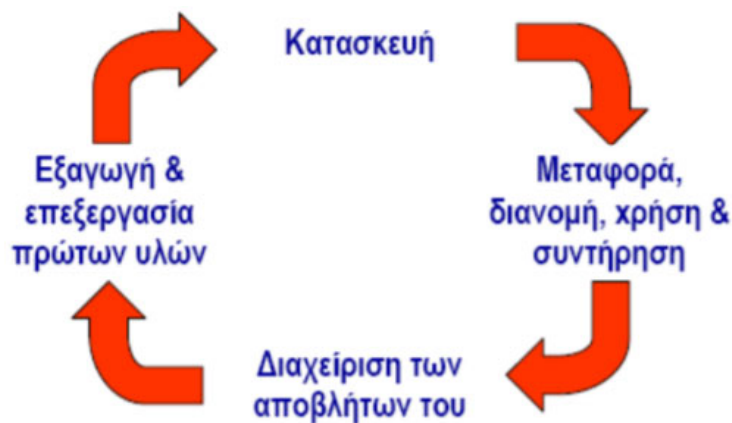 Κατασκευή
Εξαγωγή &
επεξεργασία
πρώτων υλών
Μεταφορά,
διανομή, χρήση &
συντήρηση
Διαχείριση των
αποβλήτων του